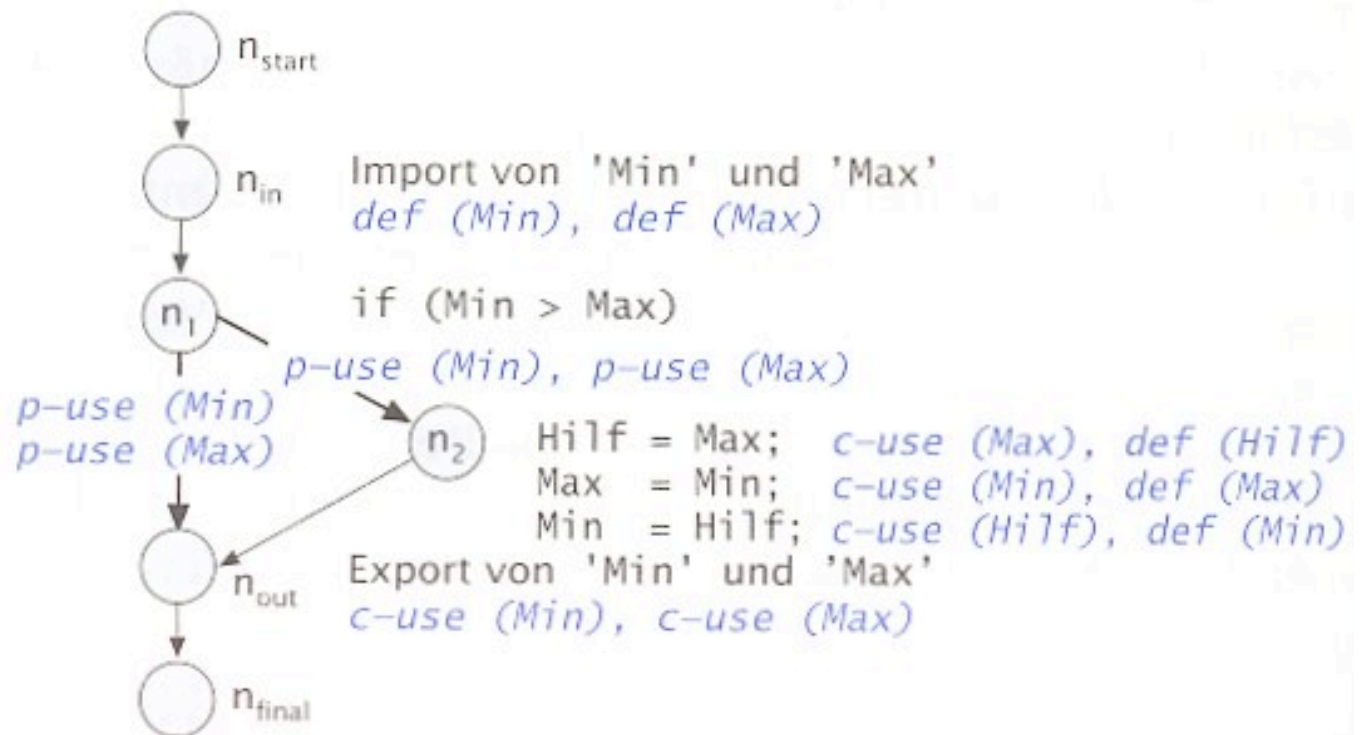 n_start
n_in
Import von 'Min' und 'Max'
def (Min), def (Max)
n_1
if (Min > Max)
p-use (Min), p-use (Max)
p-use (Min)
p-use (Max)
n_2
Hilf = Max; c-use (Max), def (Hilf)
Max = Min; c-use (Min), def (Max)
Min = Hilf; c-use (Hilf), def (Min)
n_out
Export von 'Min' und 'Max'
c-use (Min), c-use (Max)
n_final